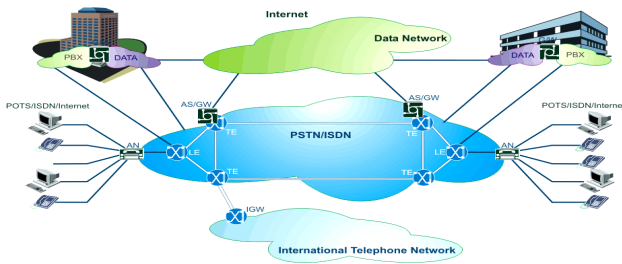 Internet
Data Network
PBX
DATA
DATA
PBX
AS/GW
AS/GW
POTS/ISDN/Internet
POTS/ISDN/Interne
TE
TE
PSTN/ISDN
AN
LE
LE
AN
TE
TE
IGW
International Telephone Network